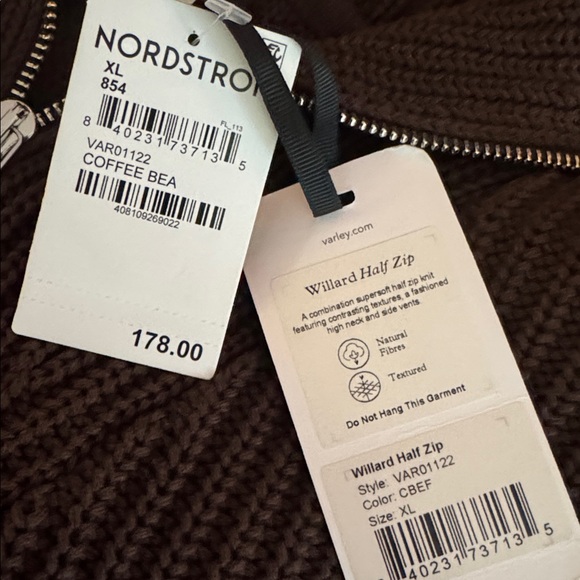 NORDSTRO
XL
854
FL_113
8 40231 73713 5
VAR01122
COFFEE BEA
408109269022
178.00
varley.com
Willard Half Zip
A combination supersoft half zip knit
featuring contrasting textures, a fashioned
high neck and side vents.
Natural
Fibres
Textured
Do Not Hang This Garment
Willard Half Zip
Style: VAR01122
Color: CBEF
Size: XL
40231 73713 5